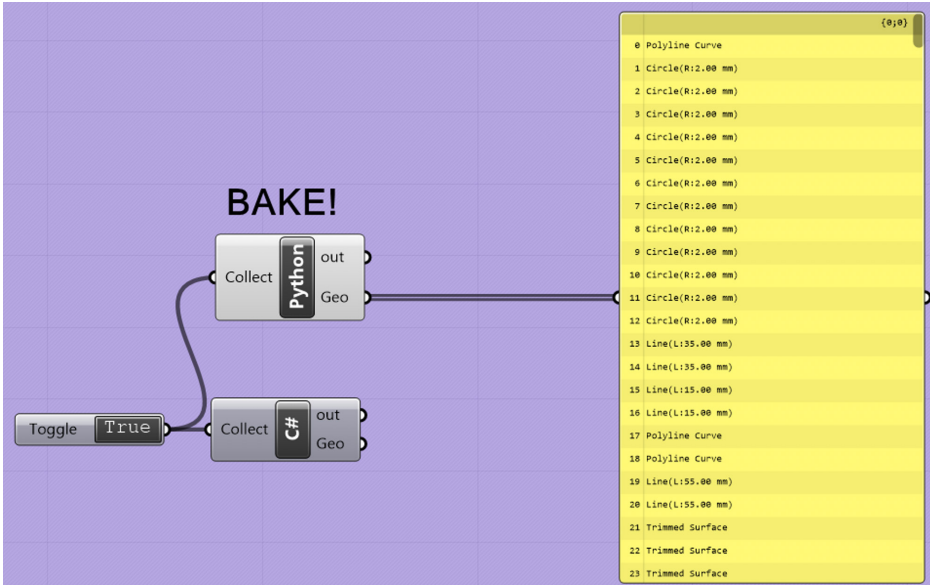 BAKE!
Collect
Python
out
Geo
Toggle
True
Collect
C#
out
Geo
{0;0}
0 Polyline Curve
1 Circle(R:2.00 mm)
2 Circle(R:2.00 mm)
3 Circle(R:2.00 mm)
4 Circle(R:2.00 mm)
5 Circle(R:2.00 mm)
6 Circle(R:2.00 mm)
7 Circle(R:2.00 mm)
8 Circle(R:2.00 mm)
9 Circle(R:2.00 mm)
10 Circle(R:2.00 mm)
11 Circle(R:2.00 mm)
12 Circle(R:2.00 mm)
13 Line(L:35.00 mm)
14 Line(L:35.00 mm)
15 Line(L:15.00 mm)
16 Line(L:15.00 mm)
17 Polyline Curve
18 Polyline Curve
19 Line(L:55.00 mm)
20 Line(L:55.00 mm)
21 Trimmed Surface
22 Trimmed Surface
23 Trimmed Surface